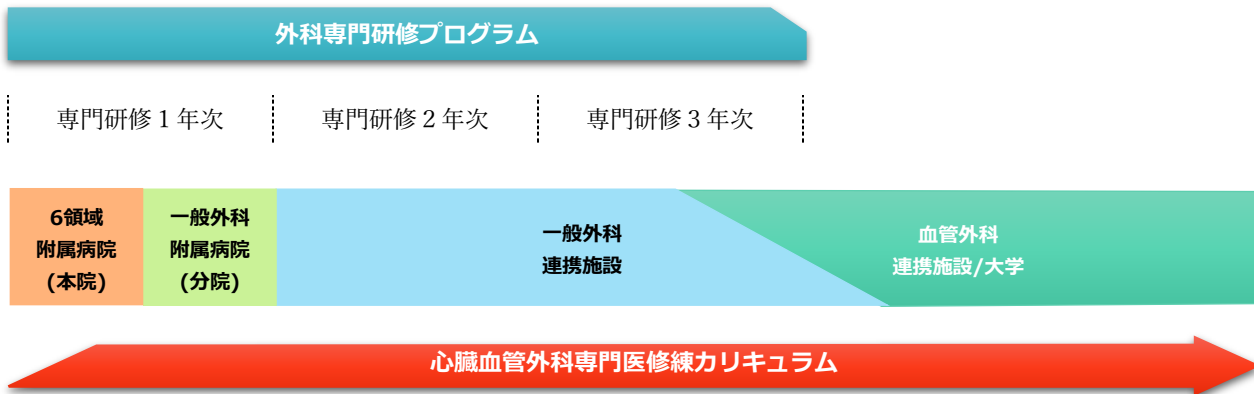 外科専門研修プログラム
専門研修１年次
専門研修２年次
専門研修３年次
6領域
附属病院
(本院)
一般外科
附属病院
(分院)
一般外科
連携施設
血管外科
連携施設/大学
心臓血管外科専門医修練カリキュラム